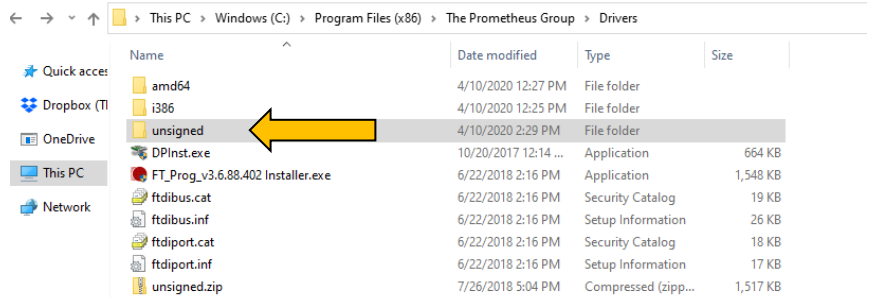 This PC > Windows (C:) > Program Files (x86) > The Prometheus Group > Drivers
Name Date modified Type Size
Quick acces
Dropbox (Tl
OneDrive
This PC
Network
amd64 4/10/2020 12:27 PM File folder
i386 4/10/2020 12:25 PM File folder
unsigned 4/10/2020 2:29 PM File folder
DPInst.exe 10/20/2017 12:14 ... Application 664 KB
FT_Prog_v3.6.88.402 Installer.exe 6/22/2018 2:16 PM Application 1,548 KB
ftdibus.cat 6/22/2018 2:16 PM Security Catalog 19 KB
ftdibus.inf 6/22/2018 2:16 PM Setup Information 26 KB
ftdiport.cat 6/22/2018 2:16 PM Security Catalog 18 KB
ftdiport.inf 6/22/2018 2:16 PM Setup Information 17 KB
unsigned.zip 7/26/2018 5:04 PM Compressed (zipp... 1,517 KB